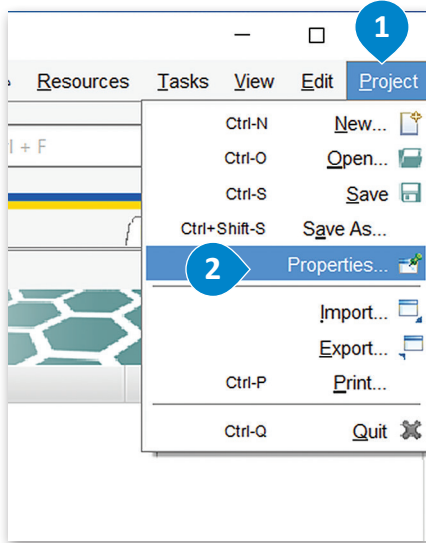 1
Resources Tasks View Edit Project
Ctrl-N New...
l + F
Ctrl-O Open...
Ctrl-S Save
Ctrl+Shift-S Save As...
2 Properties...
Import...
Export...
Ctrl-P Print...
Ctrl-Q Quit